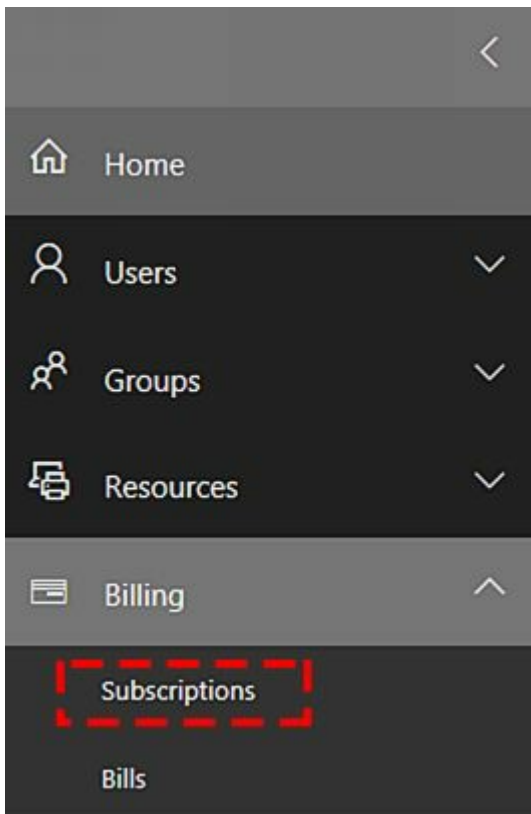 Home
Users
Groups
Resources
Billing
Subscriptions
Bills